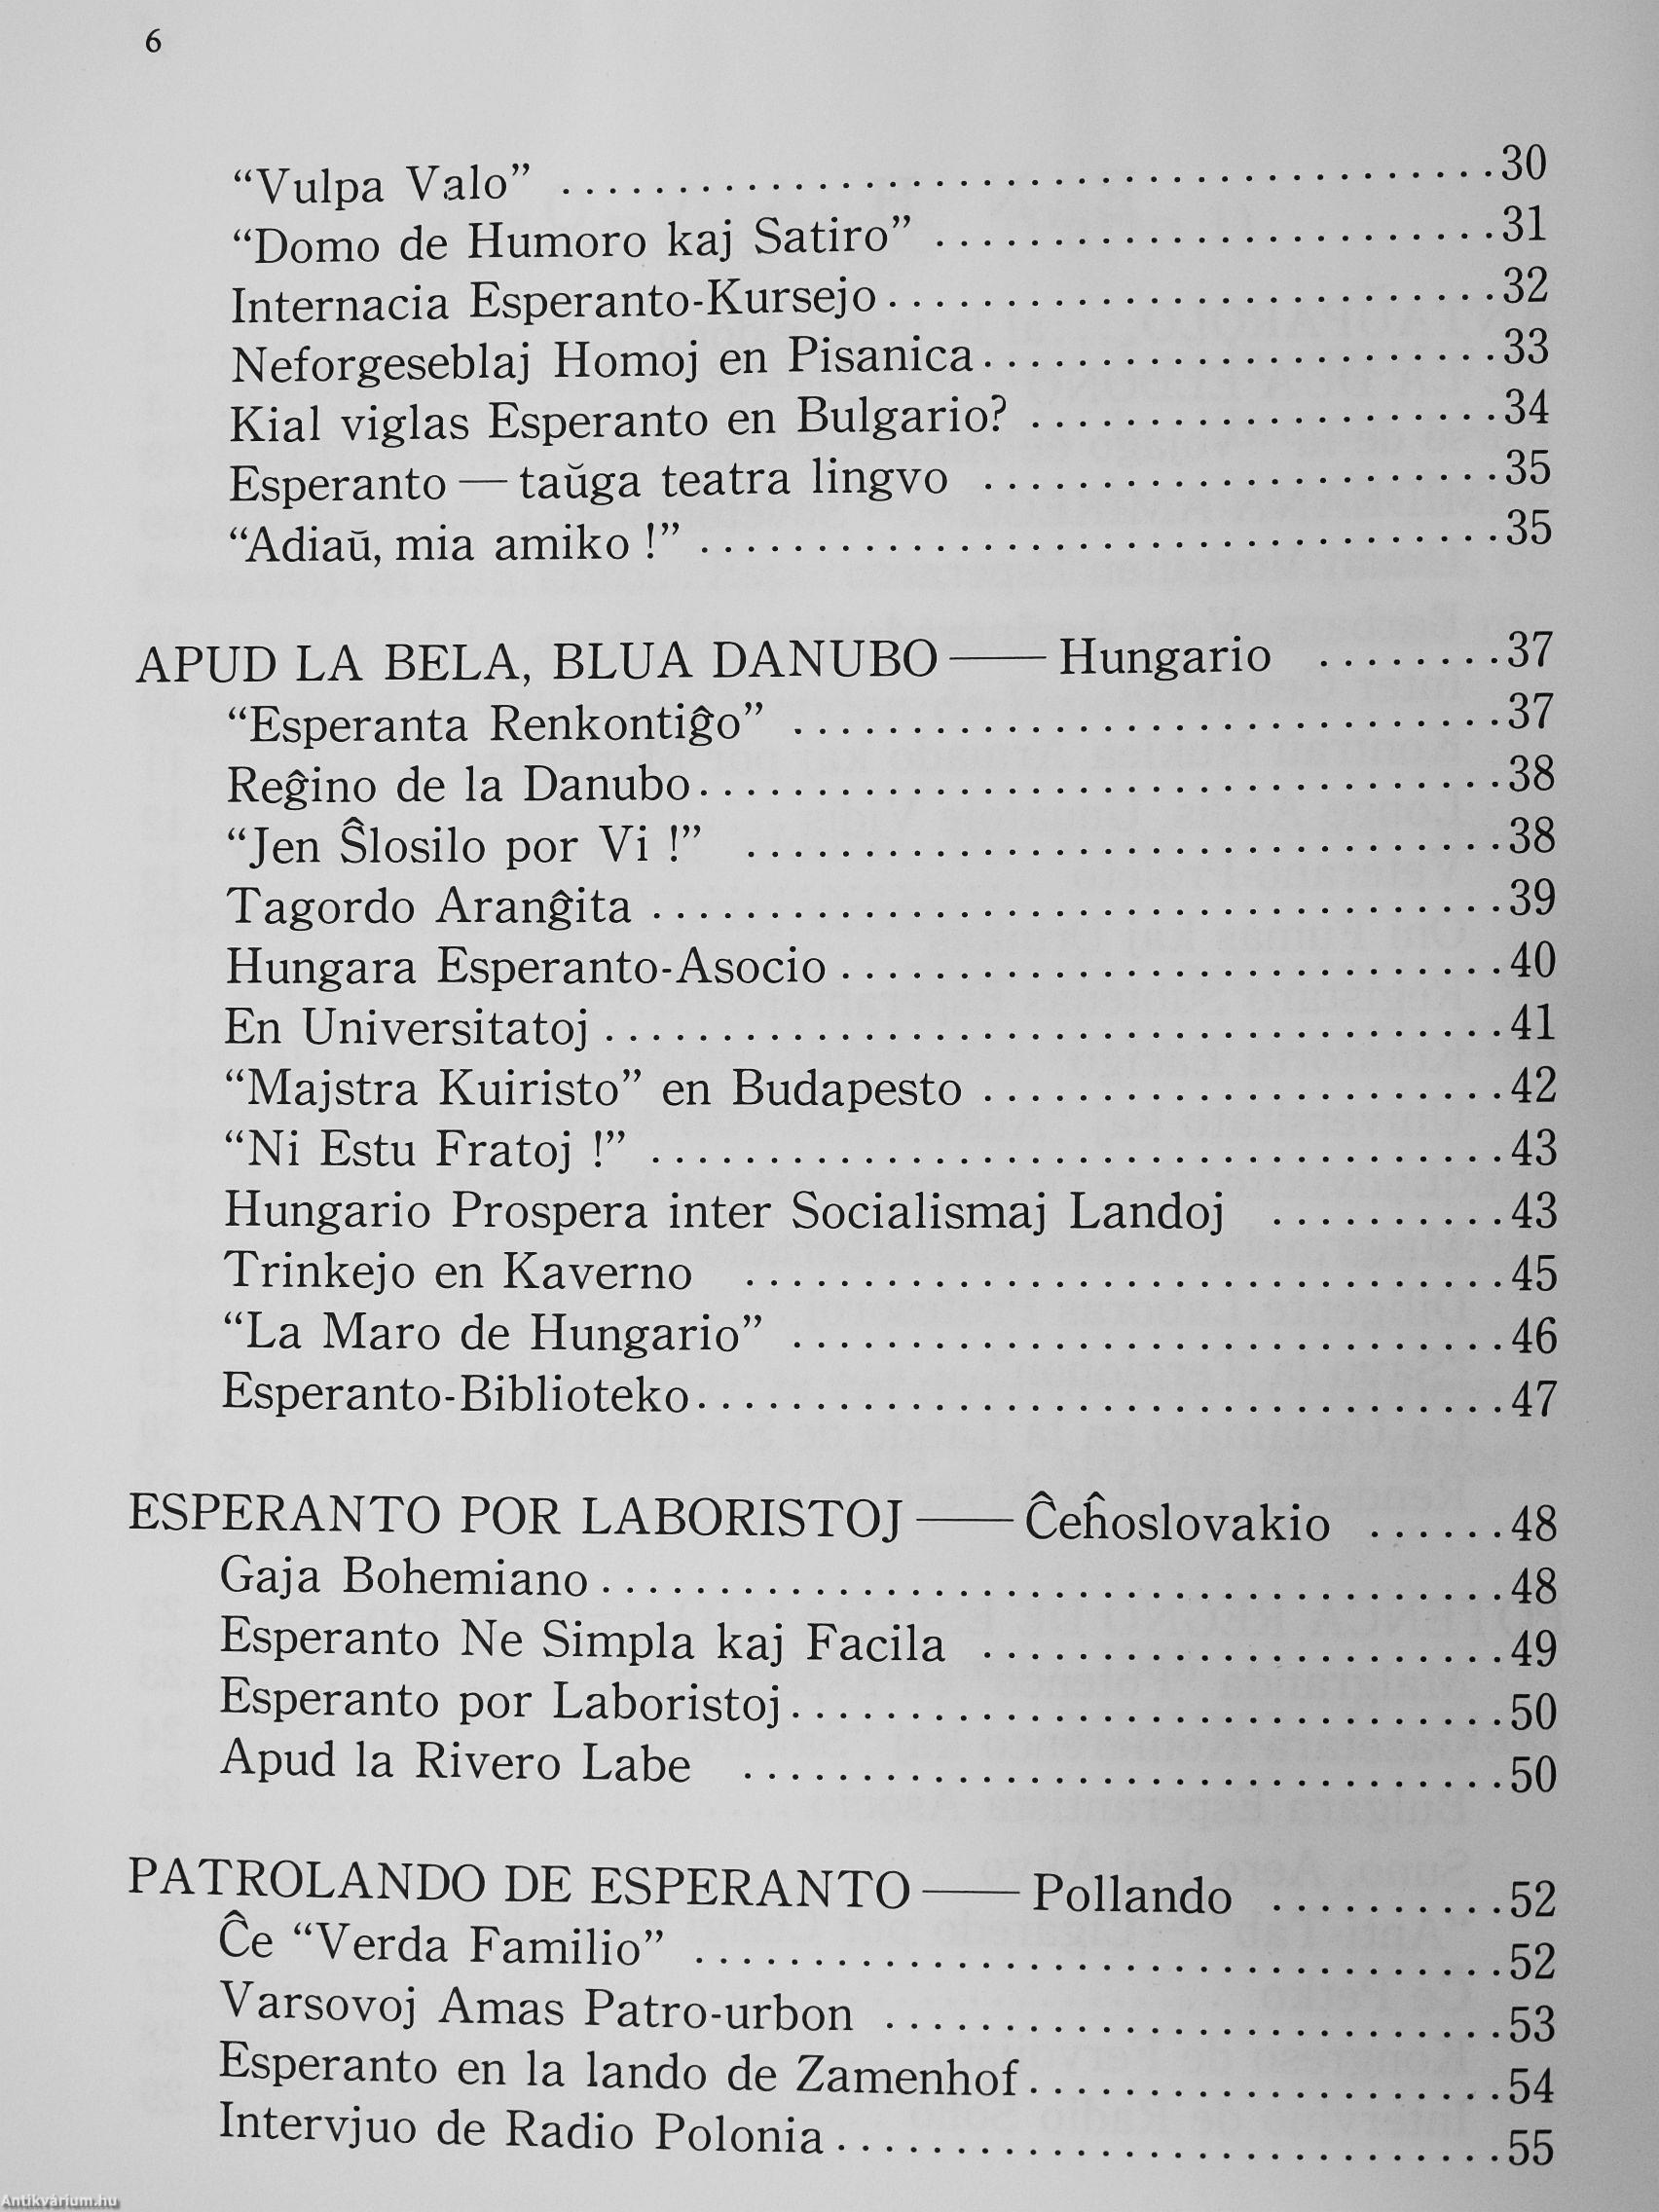 6
“Vulpa Valo” ........................................30
“Domo de Humoro kaj Satiro” ........................31
Internacia Esperanto-Kursejo..........................32
Neforgeseblaj Homoj en Pisanica......................33
Kial viglas Esperanto en Bulgario? ....................34
Esperanto — taŭga teatra lingvo ......................35
“Adiaŭ, mia amiko !” ..................................35
APUD LA BELA, BLUA DANUBO — Hungario ........37
“Esperanta Renkontiĝo” ..............................37
Reĝino de la Danubo..................................38
“Jen Ŝlosilo por Vi !” ................................38
Tagordo Aranĝita ....................................39
Hungara Esperanto-Asocio ............................40
En Universitatoj ......................................41
“Majstra Kuiristo” en Budapesto ......................42
“Ni Estu Fratoj !” ....................................43
Hungario Prospera inter Socialismaj Landoj ..........43
Trinkejo en Kaverno ................................45
“La Maro de Hungario” ..............................46
Esperanto-Biblioteko..................................47
ESPERANTO POR LABORISTOJ — Ĉeĥoslovakio ......48
Gaja Bohemiano ......................................48
Esperanto Ne Simpla kaj Facila ......................49
Esperanto por Laboristoj..............................50
Apud la Rivero Labe ................................50
PATROLANDO DE ESPERANTO — Pollando ..........52
Ĉe “Verda Familio” ..................................52
Varsovoj Amas Patro-urbon ..........................53
Esperanto en la lando de Zamenhof....................54
Intervjuo de Radio Polonia............................55
Antikvárium.hu